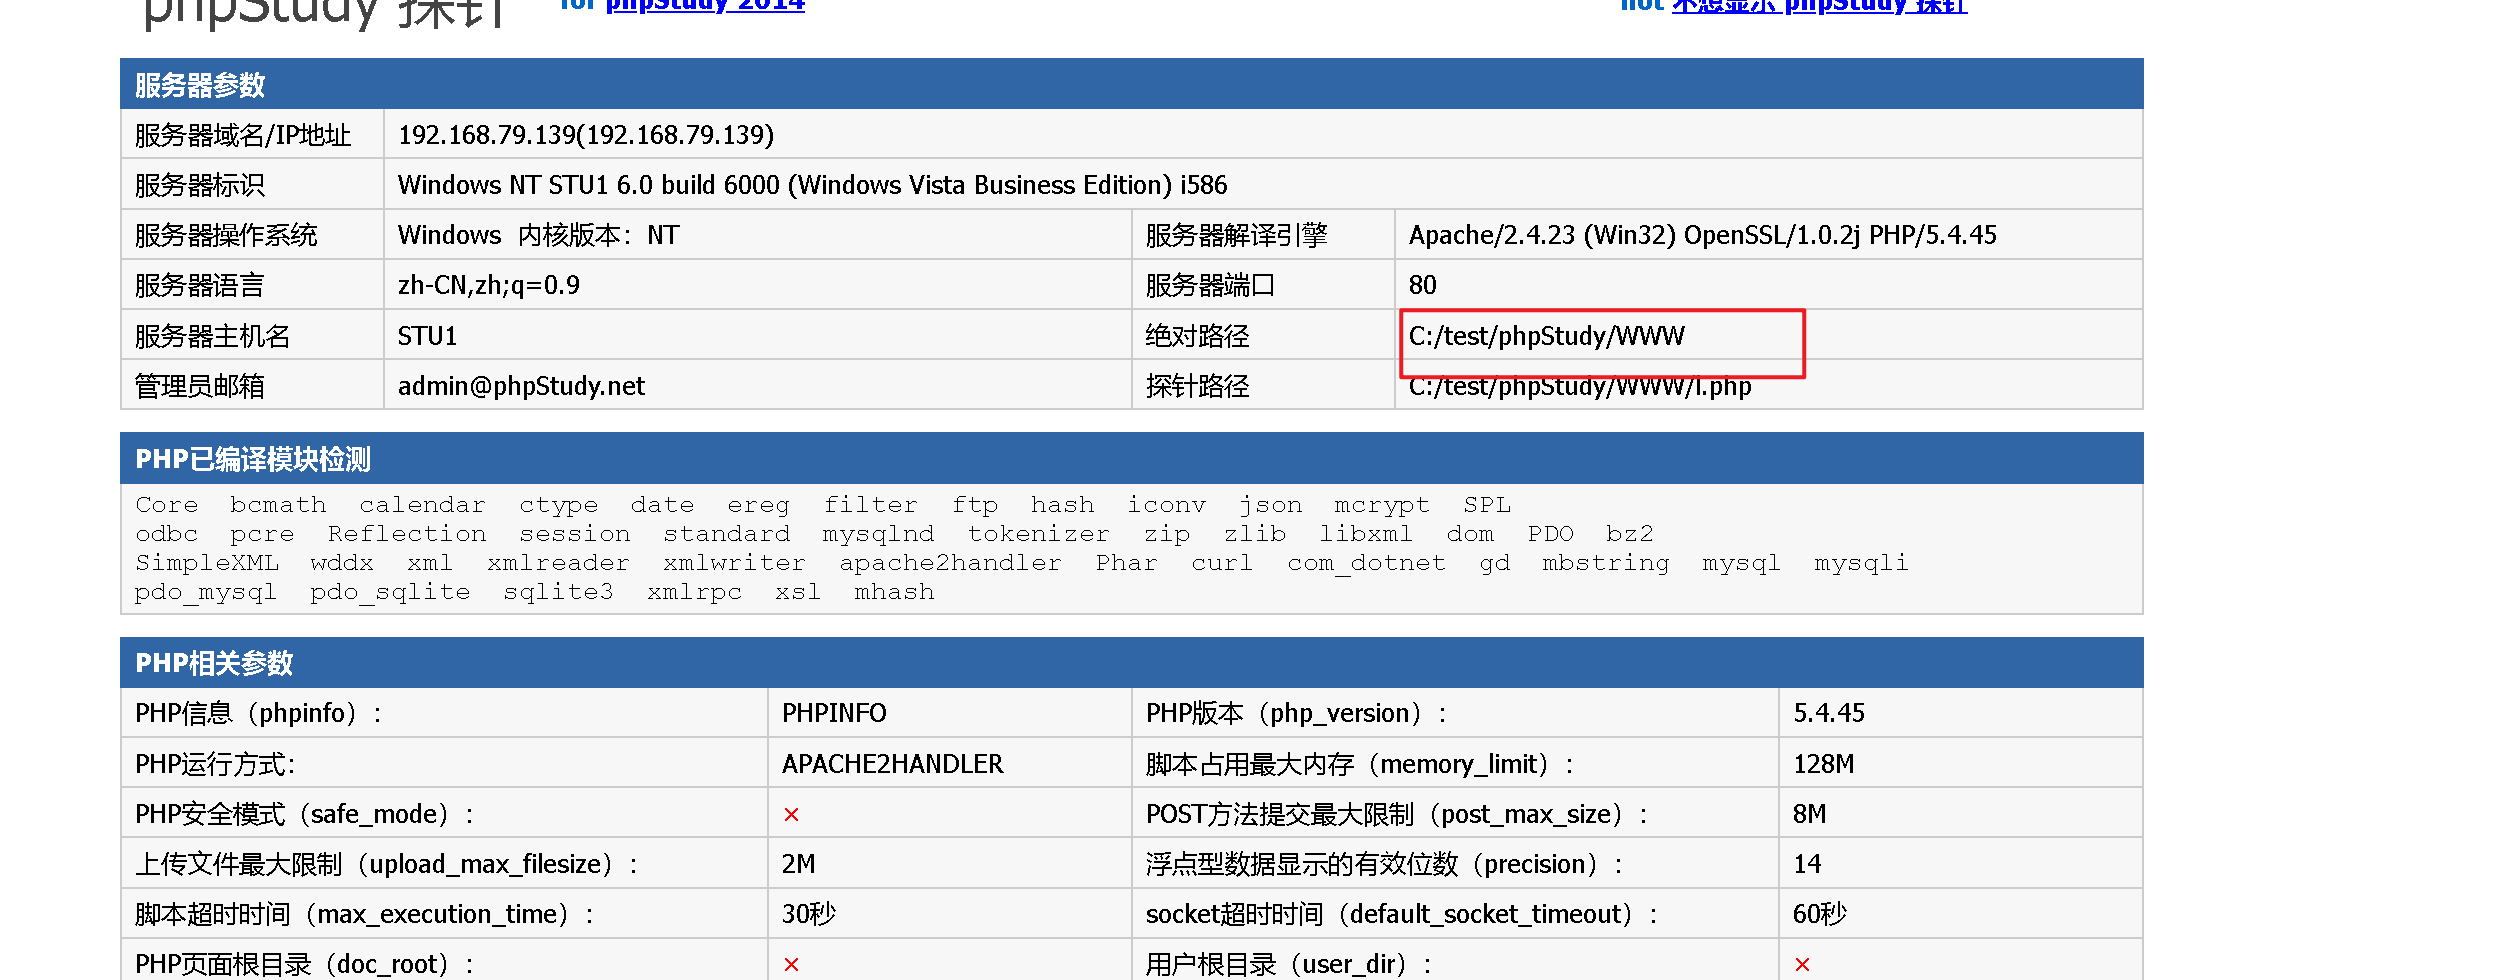 phpStudy 探针 for phpStudy 2014 not 不想显示 phpStudy 探针
服务器参数
服务器域名/IP地址 192.168.79.139(192.168.79.139)
服务器标识 Windows NT STU1 6.0 build 6000 (Windows Vista Business Edition) i586
服务器操作系统 Windows 内核版本：NT 服务器解译引擎 Apache/2.4.23 (Win32) OpenSSL/1.0.2j PHP/5.4.45
服务器语言 zh-CN,zh;q=0.9 服务器端口 80
服务器主机名 STU1 绝对路径 C:/test/phpStudy/WWW
管理员邮箱 admin@phpStudy.net 探针路径 C:/test/phpStudy/WWW/l.php
PHP已编译模块检测
Core bcmath calendar ctype date ereg filter ftp hash iconv json mcrypt SPL
odbc pcre Reflection session standard mysqlnd tokenizer zip zlib libxml dom PDO bz2
SimpleXML wddx xml xmlreader xmlwriter apache2handler Phar curl com_dotnet gd mbstring mysql mysqli
pdo_mysql pdo_sqlite sqlite3 xmlrpc xsl mhash
PHP相关参数
PHP信息（phpinfo）： PHPINFO PHP版本（php_version）： 5.4.45
PHP运行方式： APACHE2HANDLER 脚本占用最大内存（memory_limit）： 128M
PHP安全模式（safe_mode）： × POST方法提交最大限制（post_max_size）： 8M
上传文件最大限制（upload_max_filesize）： 2M 浮点型数据显示的有效位数（precision）： 14
脚本超时时间（max_execution_time）： 30秒 socket超时时间（default_socket_timeout）： 60秒
PHP页面根目录（doc_root）： × 用户根目录（user_dir）： ×